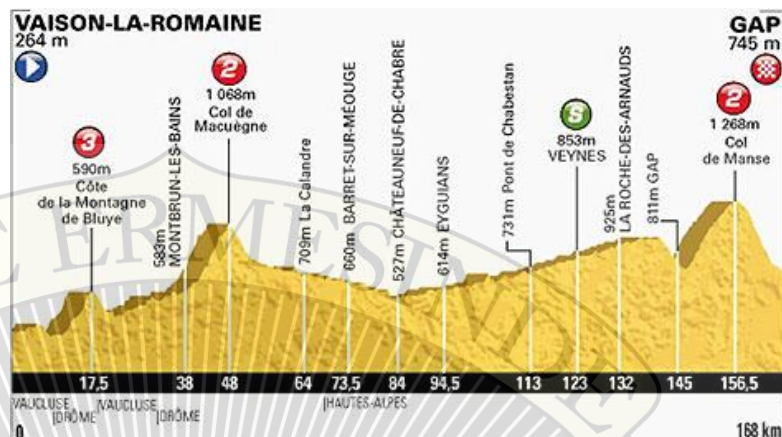 VAISON-LA-ROMAINE
264 m
GAP
745 m
3
590m
Côte
de la Montagne
de Bluye
583m
MONTBRUN-LES-BAINS
2
1 068m
Col de
Macuègne
709m La Calandre
660m BARRET-SUR-MÉOUGE
527m CHÂTEAUNEUF-DE-CHABRE
614m EYGUIANS
731m Pont de Chabestan
S
853m
VEYNES
925m
LA ROCHE-DES-ARNAUDS
811m GAP
2
1 268m
Col
de Manse
17,5 38 48 64 73,5 84 94,5 113 123 132 145 156,5
VAUCLUSE |DRÔME |VAUCLUSE |DRÔME |HAUTES-ALPES
0 168 km
ERMESINDE